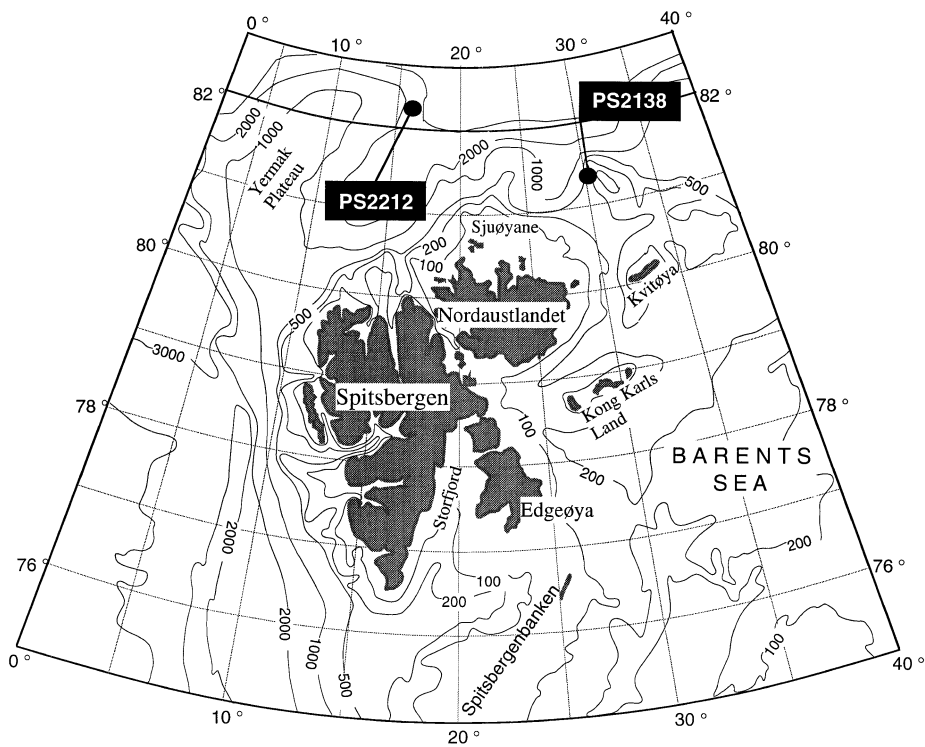 0 °
10 °
20 °
30 °
40 °
82 °
82 °
PS2138
2000
1000
Yermak
Plateau
2000
1000
500
PS2212
Sjuøyane
80 °
80 °
200
100
Kvitøya
500
Nordaustlandet
3000
Spitsbergen
Kong Karls
Land
78 °
78 °
100
BARENTS
SEA
200
Storfjord
Edgeøya
2000
200
76 °
76 °
100
200
Spitsbergenbanken
2000
1000
500
100
0 °
10 °
20 °
30 °
40 °